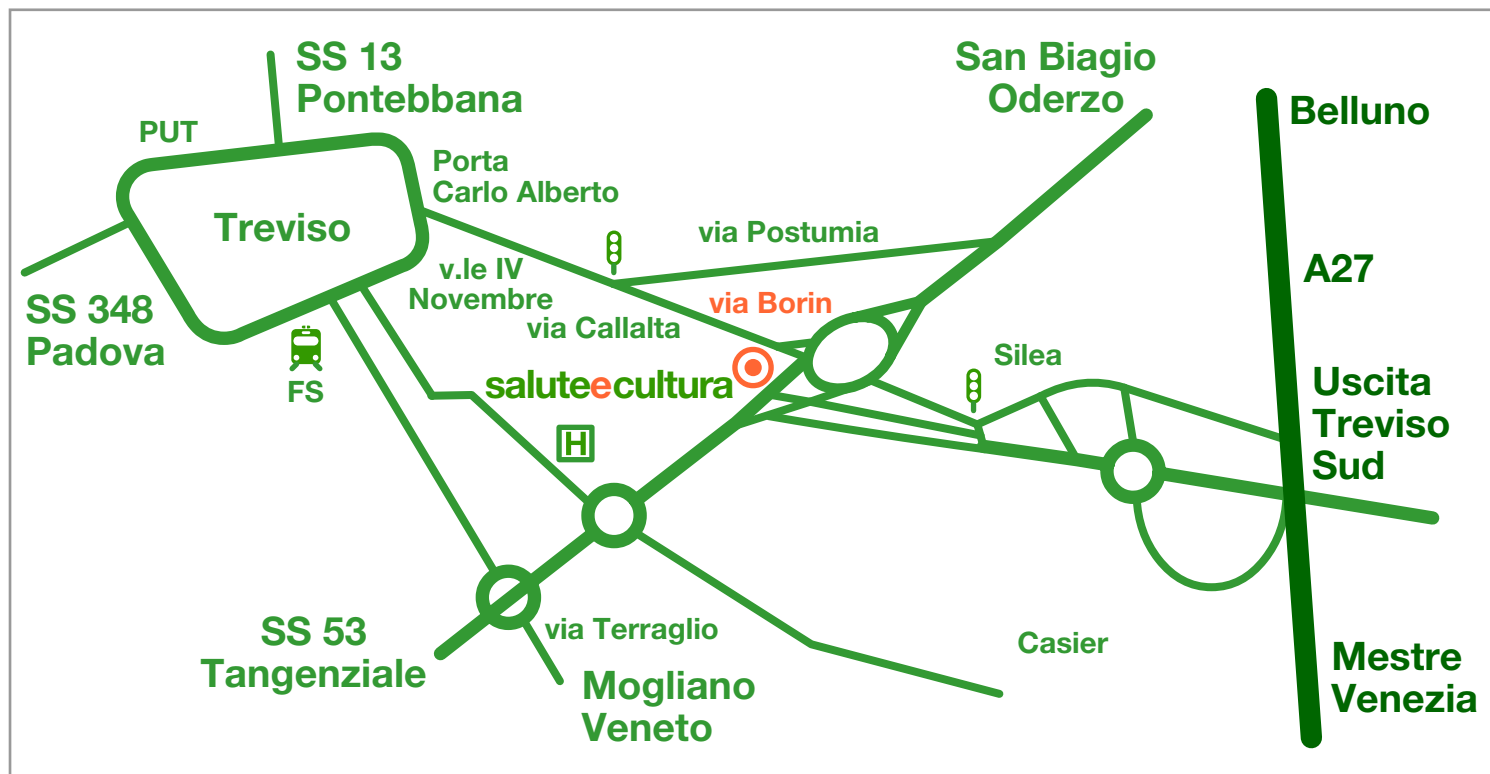 SS 13
Pontebbana
PUT
Porta
Carlo Alberto
Treviso
San Biagio
Oderzo
Belluno
via Postumia
v.le IV
Novembre
A27
SS 348
Padova
via Borin
via Callalta
FS
saluteecultura
Silea
Uscita
Treviso
Sud
H
SS 53
Tangenziale
via Terraglio
Casier
Mogliano
Veneto
Mestre
Venezia